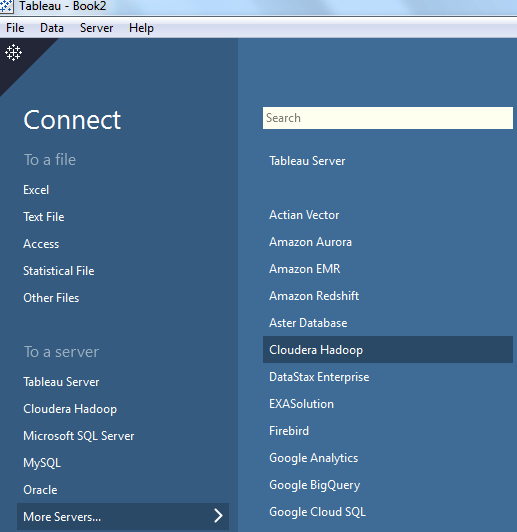 Tableau - Book2
File Data Server Help
Connect
To a file
Excel
Text File
Access
Statistical File
Other Files
To a server
Tableau Server
Cloudera Hadoop
Microsoft SQL Server
MySQL
Oracle
More Servers...
Search
Tableau Server
Actian Vector
Amazon Aurora
Amazon EMR
Amazon Redshift
Aster Database
Cloudera Hadoop
DataStax Enterprise
EXASolution
Firebird
Google Analytics
Google BigQuery
Google Cloud SQL